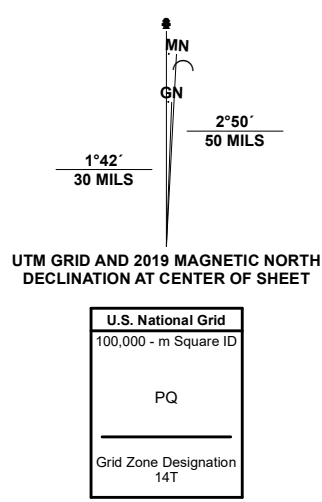 MN
GN
2°50´
50 MILS
1°42´
30 MILS
UTM GRID AND 2019 MAGNETIC NORTH
DECLINATION AT CENTER OF SHEET
U.S. National Grid
100,000 - m Square ID
PQ
Grid Zone Designation
14T